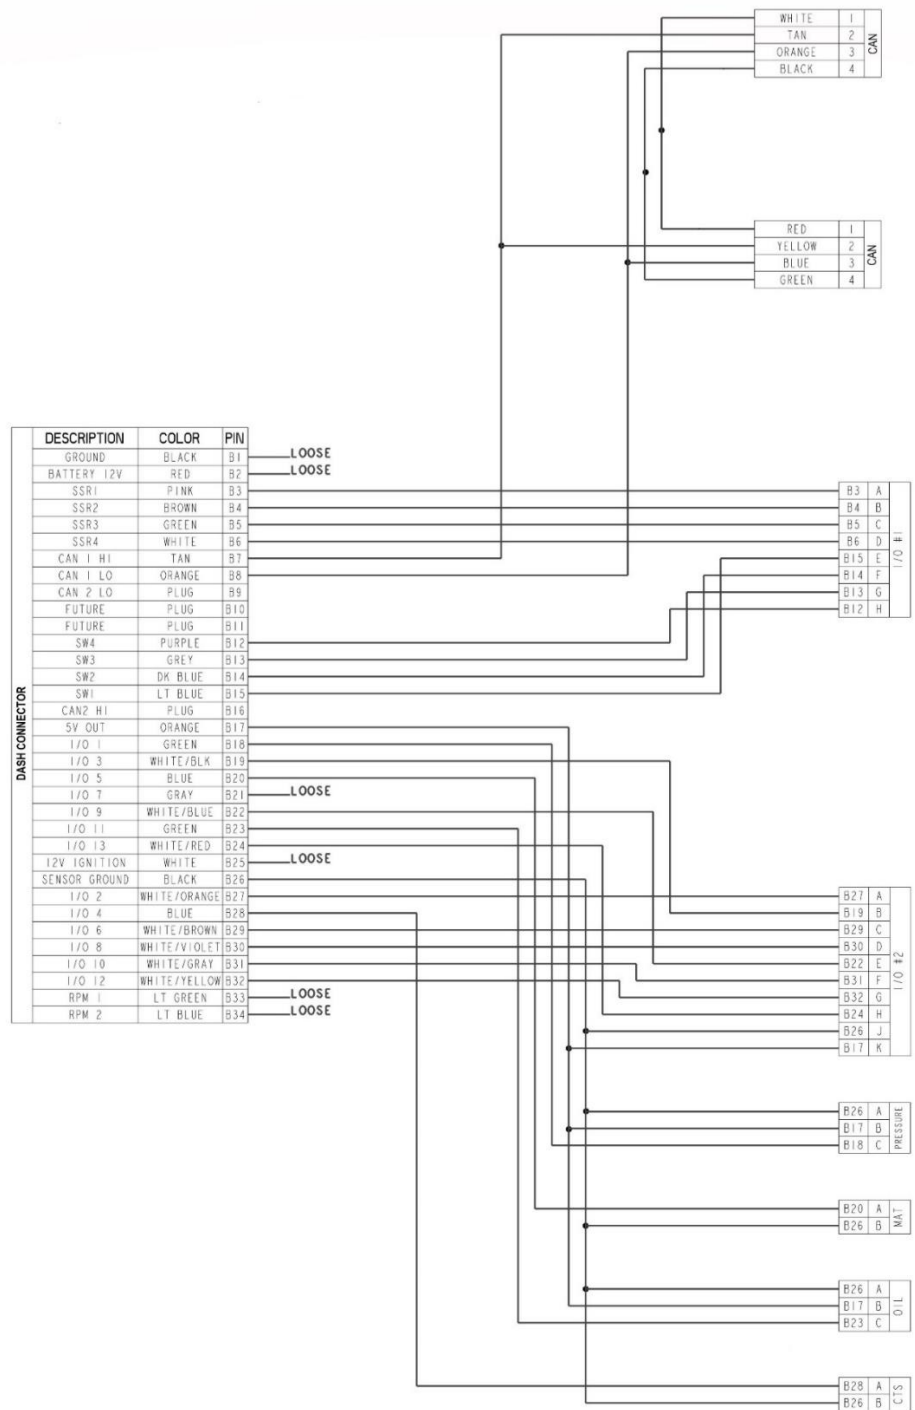 WHITE 1
TAN 2
ORANGE 3
BLACK 4
CAN
RED 1
YELLOW 2
BLUE 3
GREEN 4
CAN
DASH CONNECTOR
DESCRIPTION COLOR PIN
GROUND BLACK B1 LOOSE
BATTERY 12V RED B2 LOOSE
SSR1 PINK B3
SSR2 BROWN B4
SSR3 GREEN B5
SSR4 WHITE B6
CAN 1 HI TAN B7
CAN 1 LO ORANGE B8
CAN 2 LO PLUG B9
FUTURE PLUG B10
FUTURE PLUG B11
SW4 PURPLE B12
SW3 GREY B13
SW2 DK BLUE B14
SW1 LT BLUE B15
CAN2 HI PLUG B16
5V OUT ORANGE B17
I/O 1 GREEN B18
I/O 3 WHITE/BLK B19
I/O 5 BLUE B20
I/O 7 GRAY B21 LOOSE
I/O 9 WHITE/BLUE B22
I/O 11 GREEN B23
I/O 13 WHITE/RED B24
12V IGNITION WHITE B25 LOOSE
SENSOR GROUND BLACK B26
I/O 2 WHITE/ORANGE B27
I/O 4 BLUE B28
I/O 6 WHITE/BROWN B29
I/O 8 WHITE/VIOLET B30
I/O 10 WHITE/GRAY B31
I/O 12 WHITE/YELLOW B32
RPM 1 LT GREEN B33 LOOSE
RPM 2 LT BLUE B34 LOOSE
B3 A
B4 B
B5 C
B6 D
B15 E
B14 F
B13 G
B12 H
I/O #1
B27 A
B19 B
B29 C
B30 D
B22 E
B31 F
B32 G
B24 H
B26 J
B17 K
I/O #2
B26 A
B17 B
B18 C
PRESSURE
B20 A
B26 B
MAT
B26 A
B17 B
B23 C
OIL
B28 A
B26 B
CTS